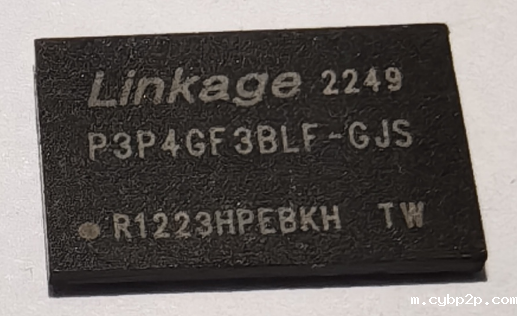 Linkage 2249
P3P4GF3BLF-GJS
R1223HPEBKH TW
m.cybp2p.com